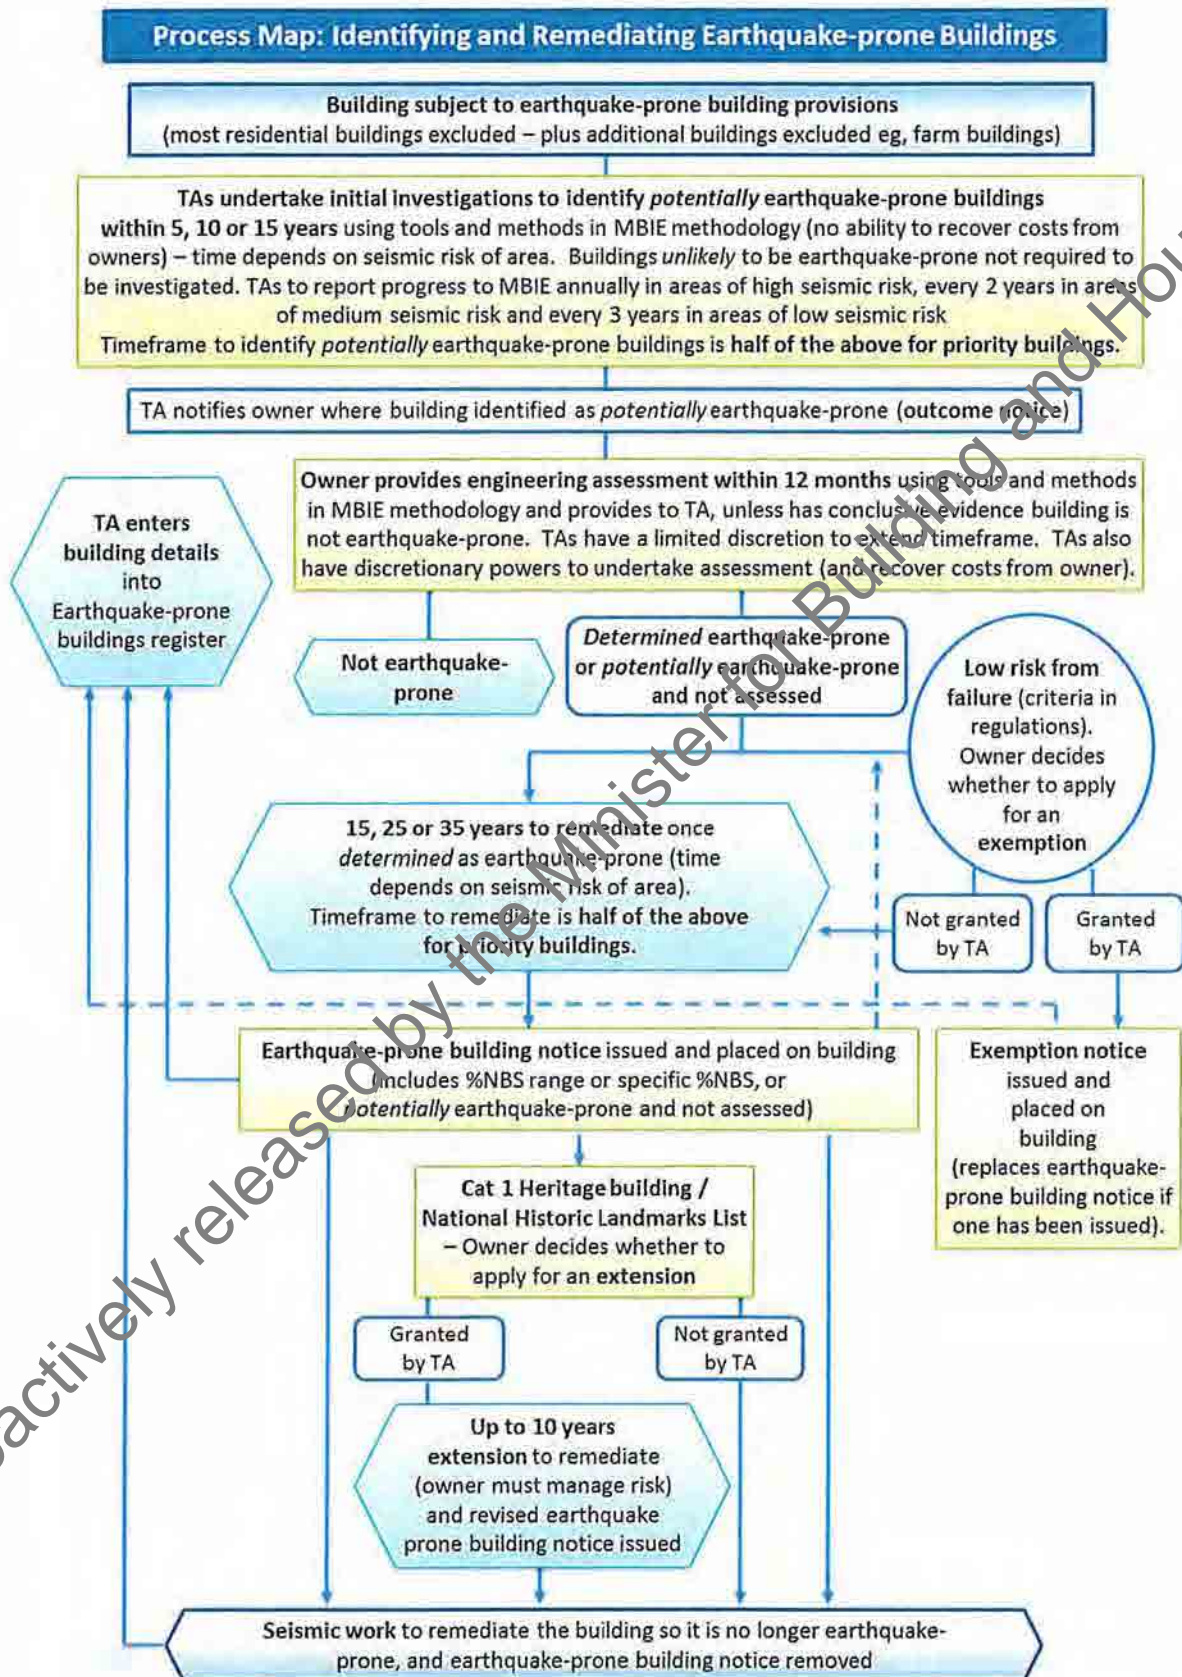 Process Map: Identifying and Remediating Earthquake-prone Buildings
Building subject to earthquake-prone building provisions
(most residential buildings excluded – plus additional buildings excluded eg, farm buildings)
TAs undertake initial investigations to identify potentially earthquake-prone buildings
within 5, 10 or 15 years using tools and methods in MBIE methodology (no ability to recover costs from
owners) – time depends on seismic risk of area. Buildings unlikely to be earthquake-prone not required to
be investigated. TAs to report progress to MBIE annually in areas of high seismic risk, every 2 years in areas
of medium seismic risk and every 3 years in areas of low seismic risk
Timeframe to identify potentially earthquake-prone buildings is half of the above for priority buildings.
TA notifies owner where building identified as potentially earthquake-prone (outcome notice)
Owner provides engineering assessment within 12 months using tools and methods
in MBIE methodology and provides to TA, unless has conclusive evidence building is
not earthquake-prone. TAs have a limited discretion to extend timeframe. TAs also
have discretionary powers to undertake assessment (and recover costs from owner).
TA enters
building details
into
Earthquake-prone
buildings register
Not earthquake-
prone
Determined earthquake-prone
or potentially earthquake-prone
and not assessed
Low risk from
failure (criteria in
regulations).
Owner decides
whether to apply
for an
exemption
15, 25 or 35 years to remediate once
determined as earthquake-prone (time
depends on seismic risk of area).
Timeframe to remediate is half of the above
for priority buildings.
Not granted
by TA
Granted
by TA
Earthquake-prone building notice issued and placed on building
(includes %NBS range or specific %NBS, or
potentially earthquake-prone and not assessed)
Exemption notice
issued and
placed on
building
(replaces earthquake-
prone building notice if
one has been issued).
Cat 1 Heritage building /
National Historic Landmarks List
– Owner decides whether to
apply for an extension
Granted
by TA
Not granted
by TA
Up to 10 years
extension to remediate
(owner must manage risk)
and revised earthquake
prone building notice issued
Seismic work to remediate the building so it is no longer earthquake-
prone, and earthquake-prone building notice removed
released by the Minister for Building and